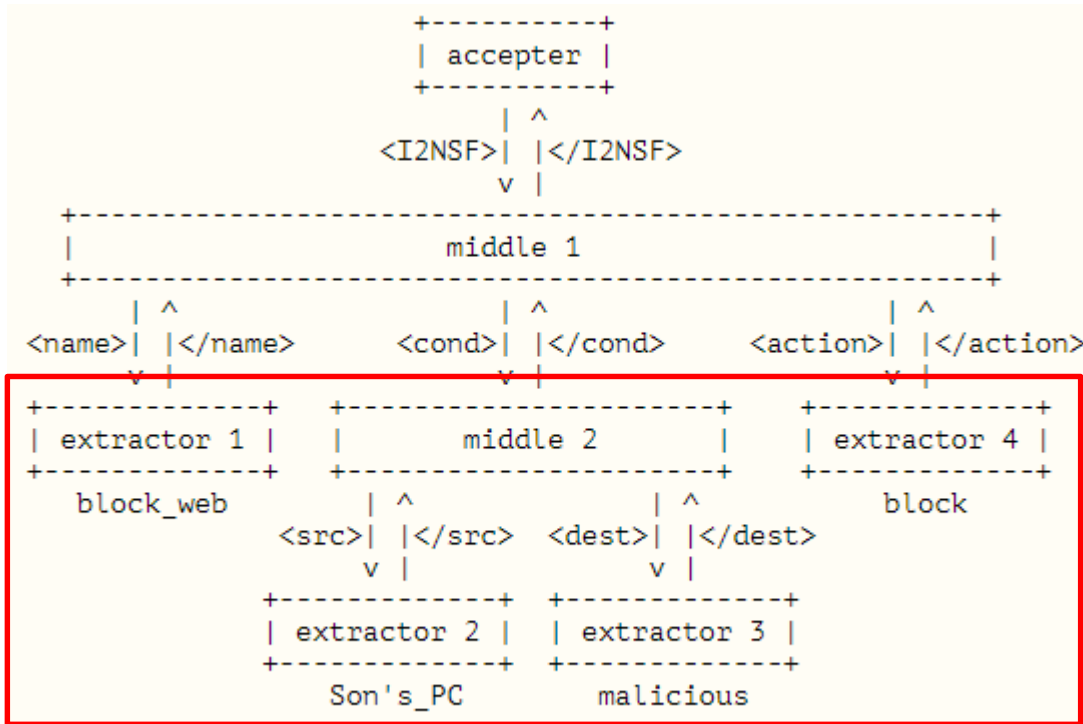 +----------+
| accepter |
+----------+
| ^
<I2NSF>| |</I2NSF>
v |
+------------------------------------------------------+
| middle 1 |
+------------------------------------------------------+
| ^ | ^ | ^
<name>| |</name> <cond>| |</cond> <action>| |</action>
v | v | v |
+-------------+ +----------------------+ +-------------+
| extractor 1 | | middle 2 | | extractor 4 |
+-------------+ +----------------------+ +-------------+
block_web | ^ | ^ block
<src>| |</src> <dest>| |</dest>
v | v |
+-------------+ +-------------+
| extractor 2 | | extractor 3 |
+-------------+ +-------------+
Son's_PC malicious